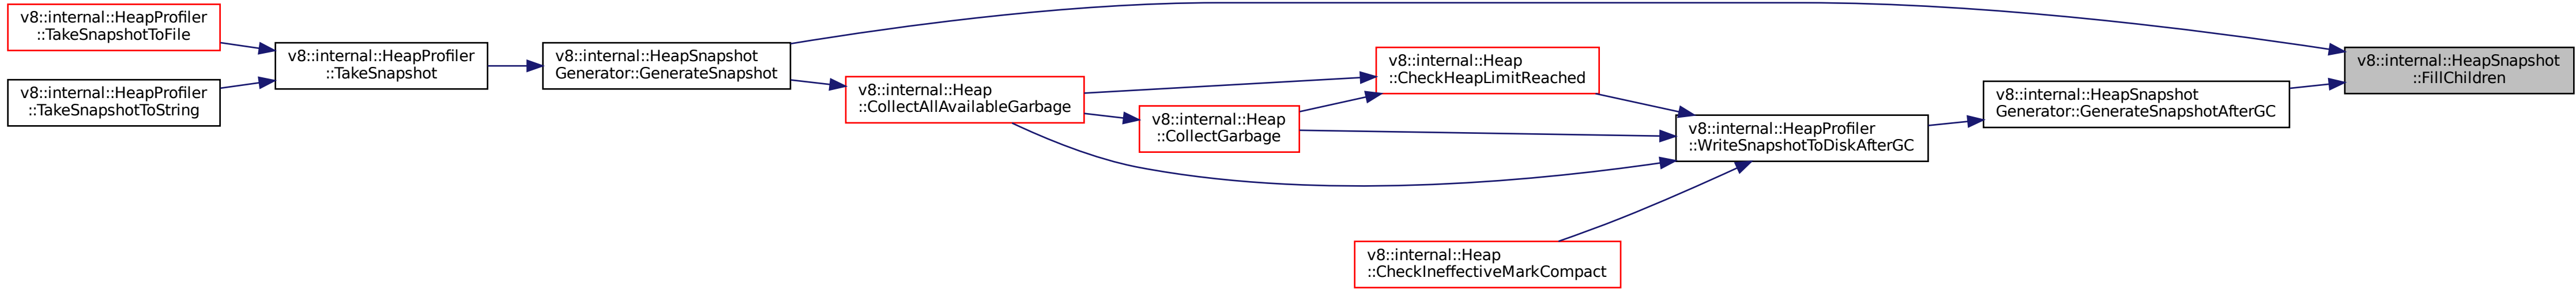 v8::internal::HeapProfiler
::TakeSnapshotToFile
v8::internal::HeapProfiler
::TakeSnapshotToString
v8::internal::HeapProfiler
::TakeSnapshot
v8::internal::HeapSnapshot
Generator::GenerateSnapshot
v8::internal::Heap
::CollectAllAvailableGarbage
v8::internal::Heap
::CollectGarbage
v8::internal::Heap
::CheckHeapLimitReached
v8::internal::Heap
::CheckIneffectiveMarkCompact
v8::internal::HeapProfiler
::WriteSnapshotToDiskAfterGC
v8::internal::HeapSnapshot
Generator::GenerateSnapshotAfterGC
v8::internal::HeapSnapshot
::FillChildren